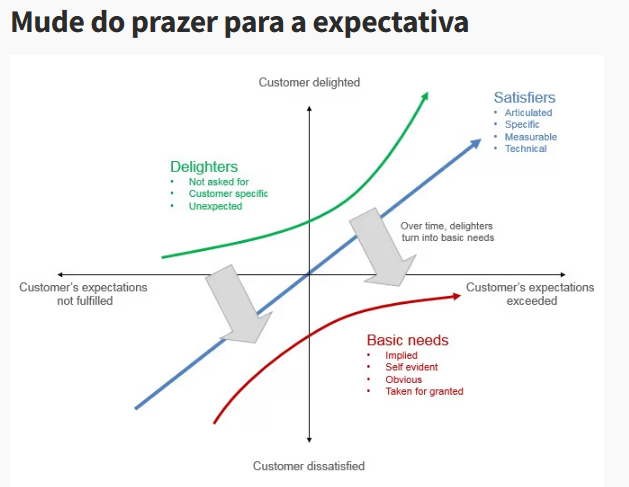 Mude do prazer para a expectativa
Customer delighted
Satisfiers
• Articulated
• Specific
• Measurable
• Technical
Delighters
• Not asked for
• Customer specific
• Unexpected
Over time, delighters
turn into basic needs
Customer's expectations
not fulfilled
Customer's expectations
exceeded
Basic needs
• Implied
• Self evident
• Obvious
• Taken for granted
Customer dissatisfied